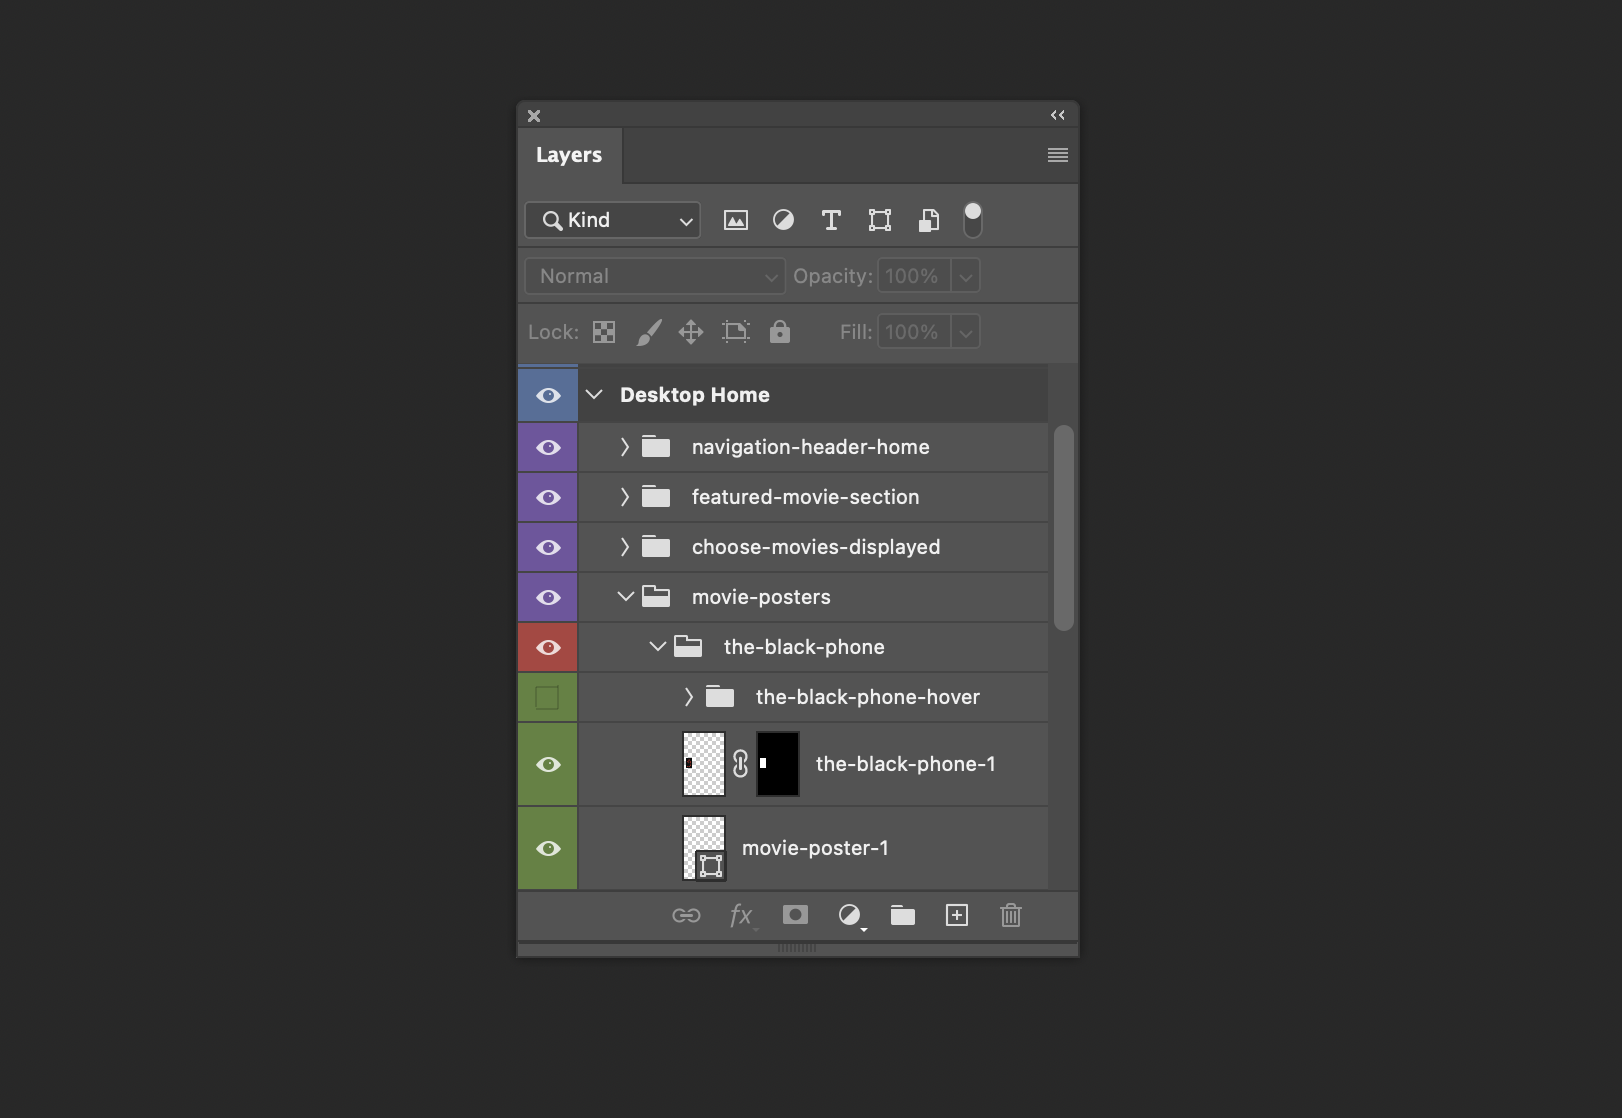 Layers
Kind
Normal Opacity: 100%
Lock: Fill: 100%
Desktop Home
navigation-header-home
featured-movie-section
choose-movies-displayed
movie-posters
the-black-phone
the-black-phone-hover
the-black-phone-1
movie-poster-1
fx